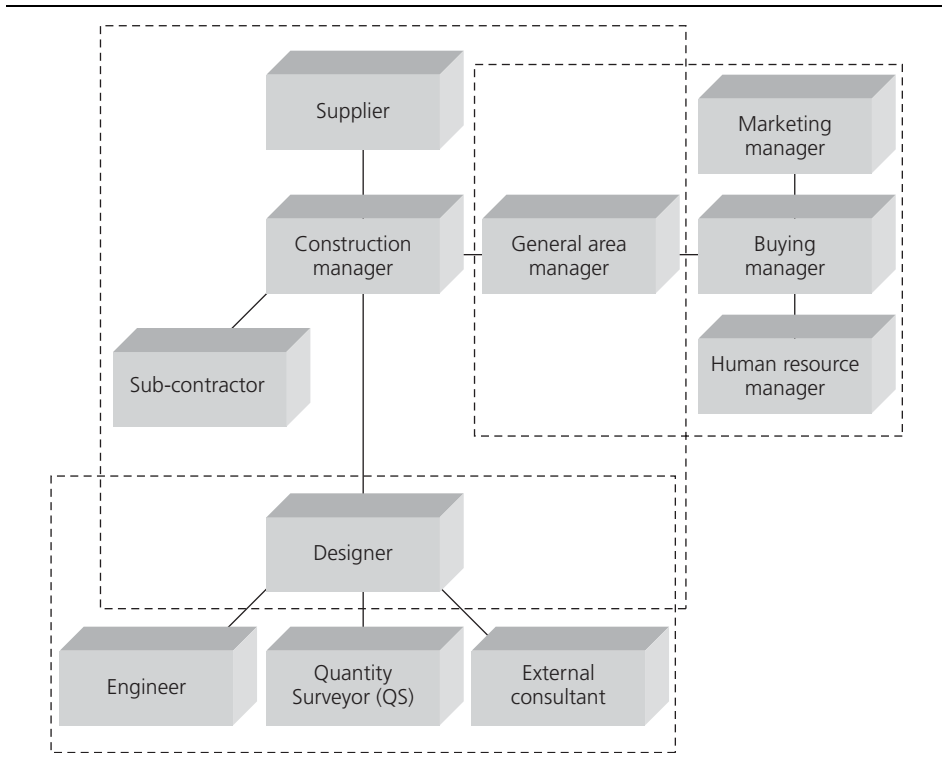 Supplier
Marketing
manager
Construction
manager
General area
manager
Buying
manager
Sub-contractor
Human resource
manager
Designer
Engineer
Quantity
Surveyor (QS)
External
consultant